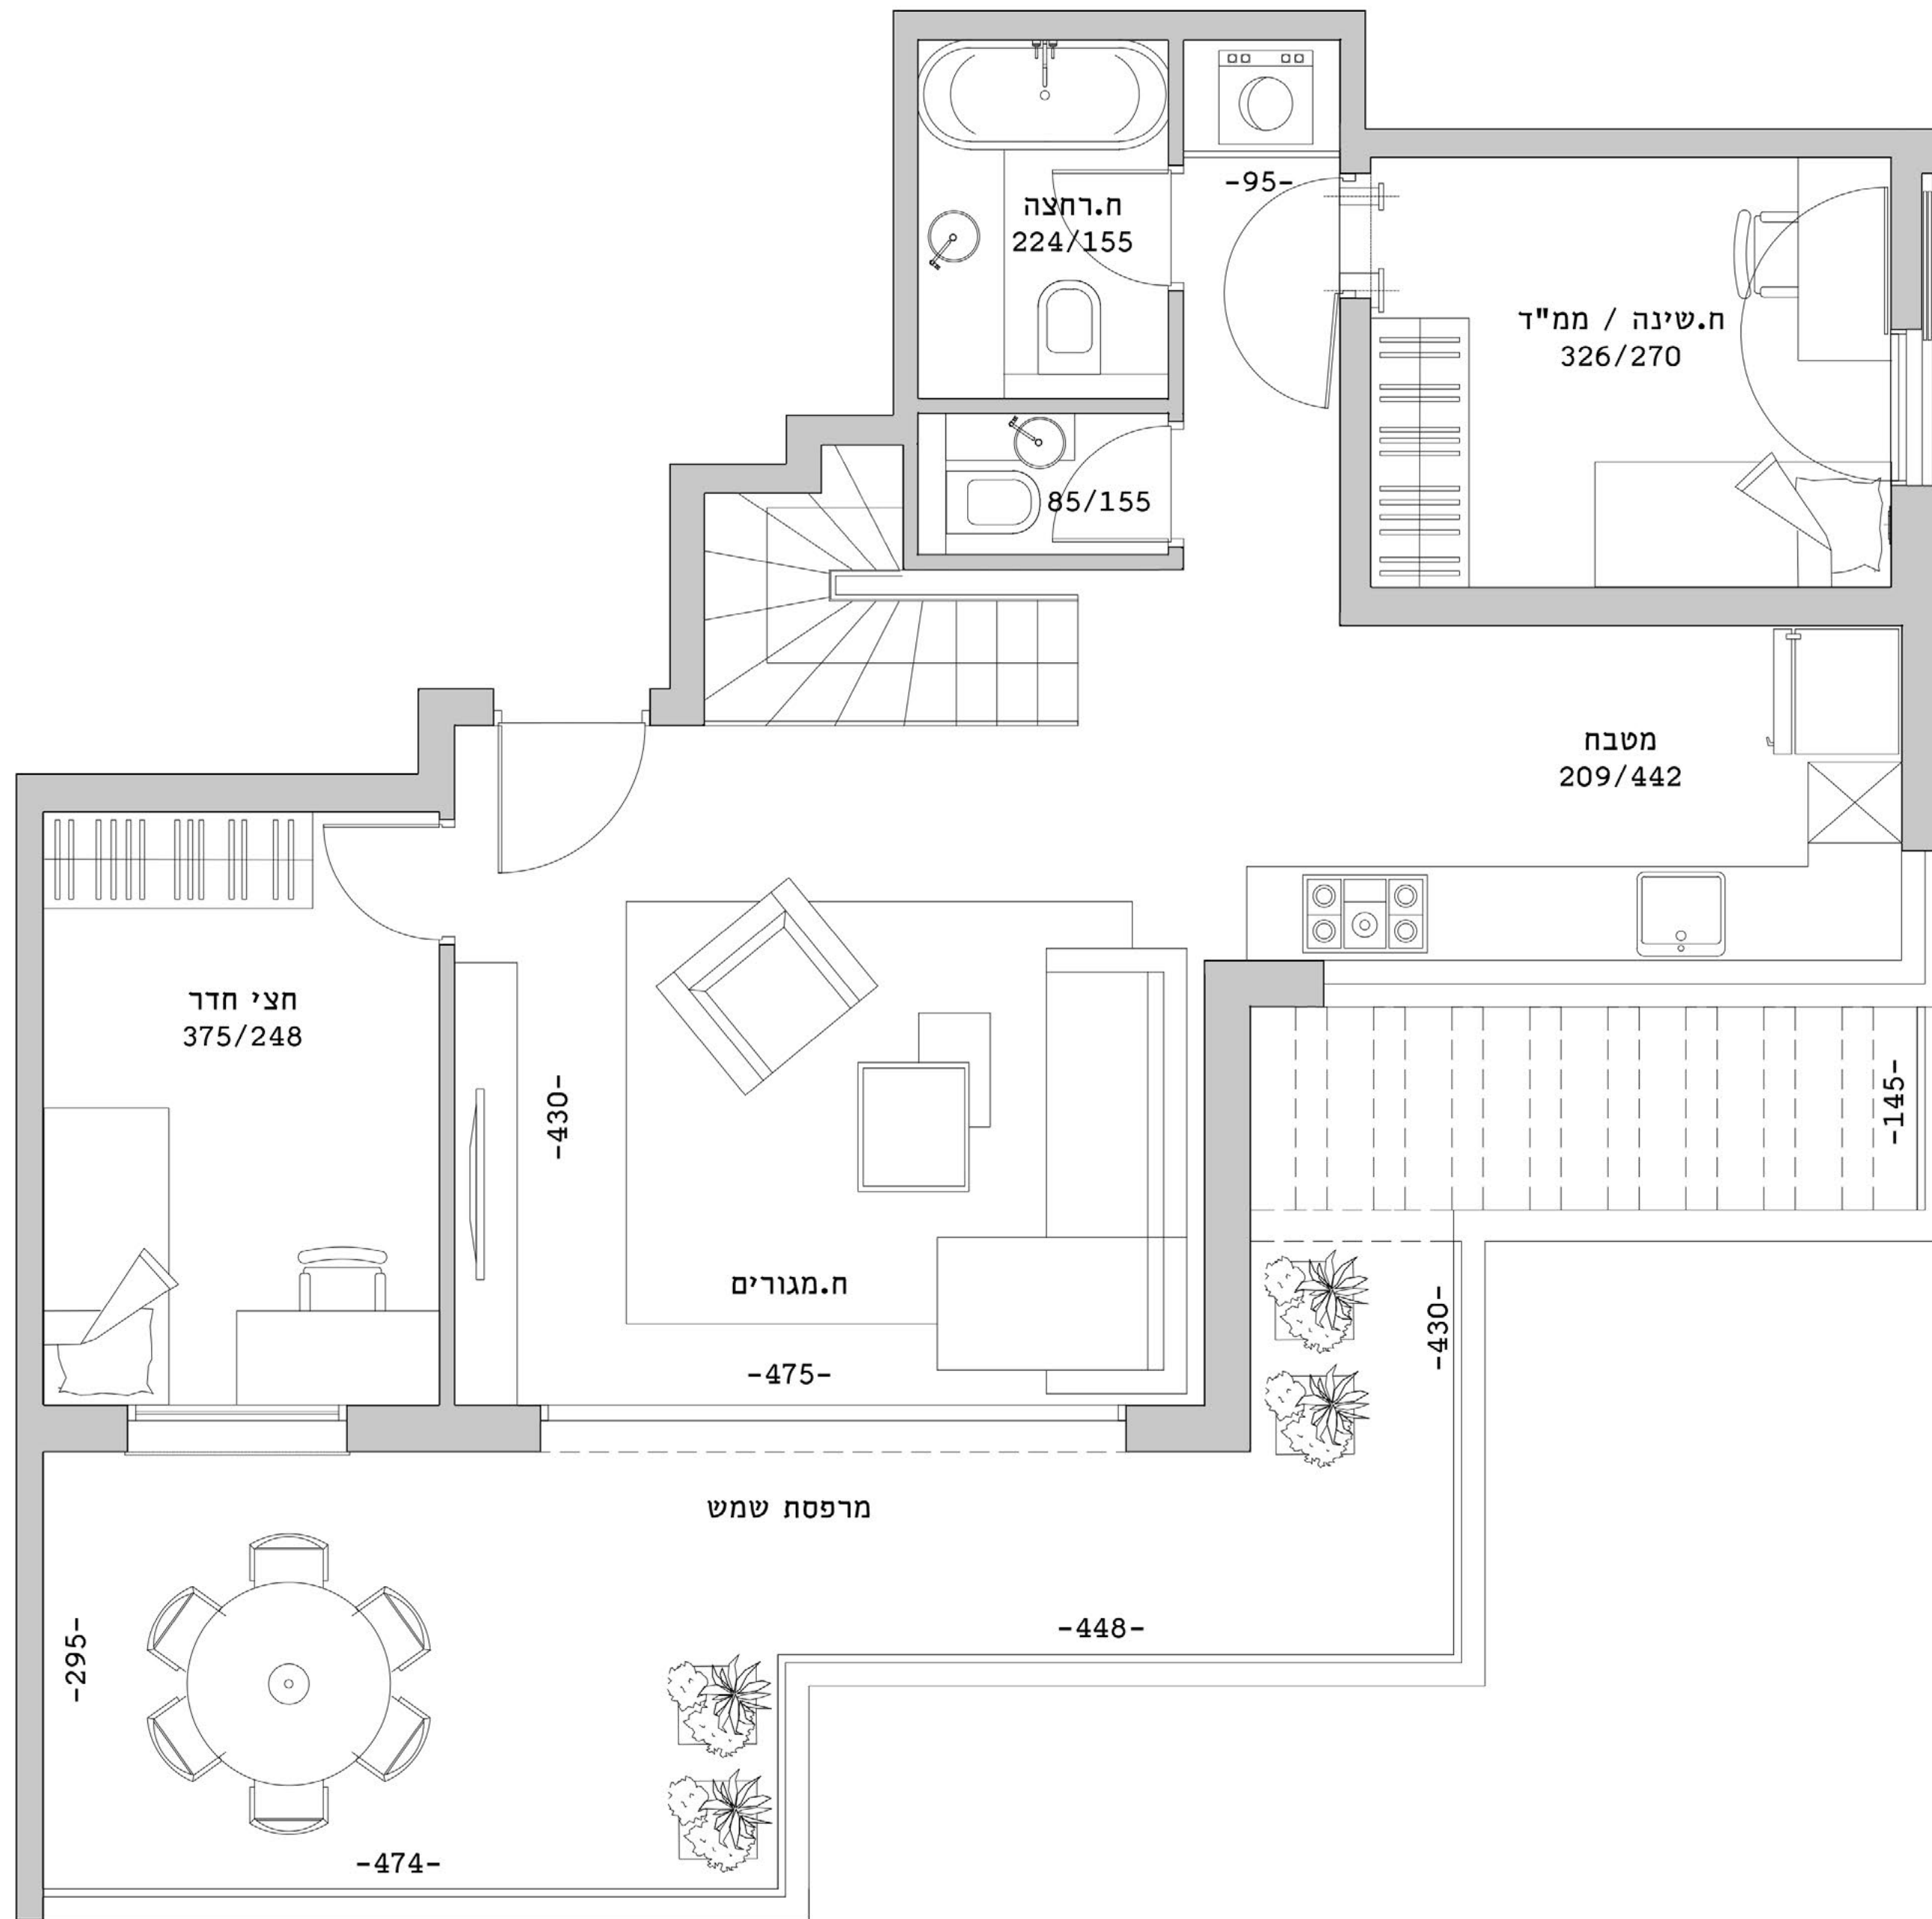 -95-
ח.רחצה
224/155
ח.שינה / ממ"ד
326/270
85/155
מטבח
209/442
חצי חדר
375/248
-430-
-145-
ח.מגורים
-475-
-430-
מרפסת שמש
-448-
-295-
-474-